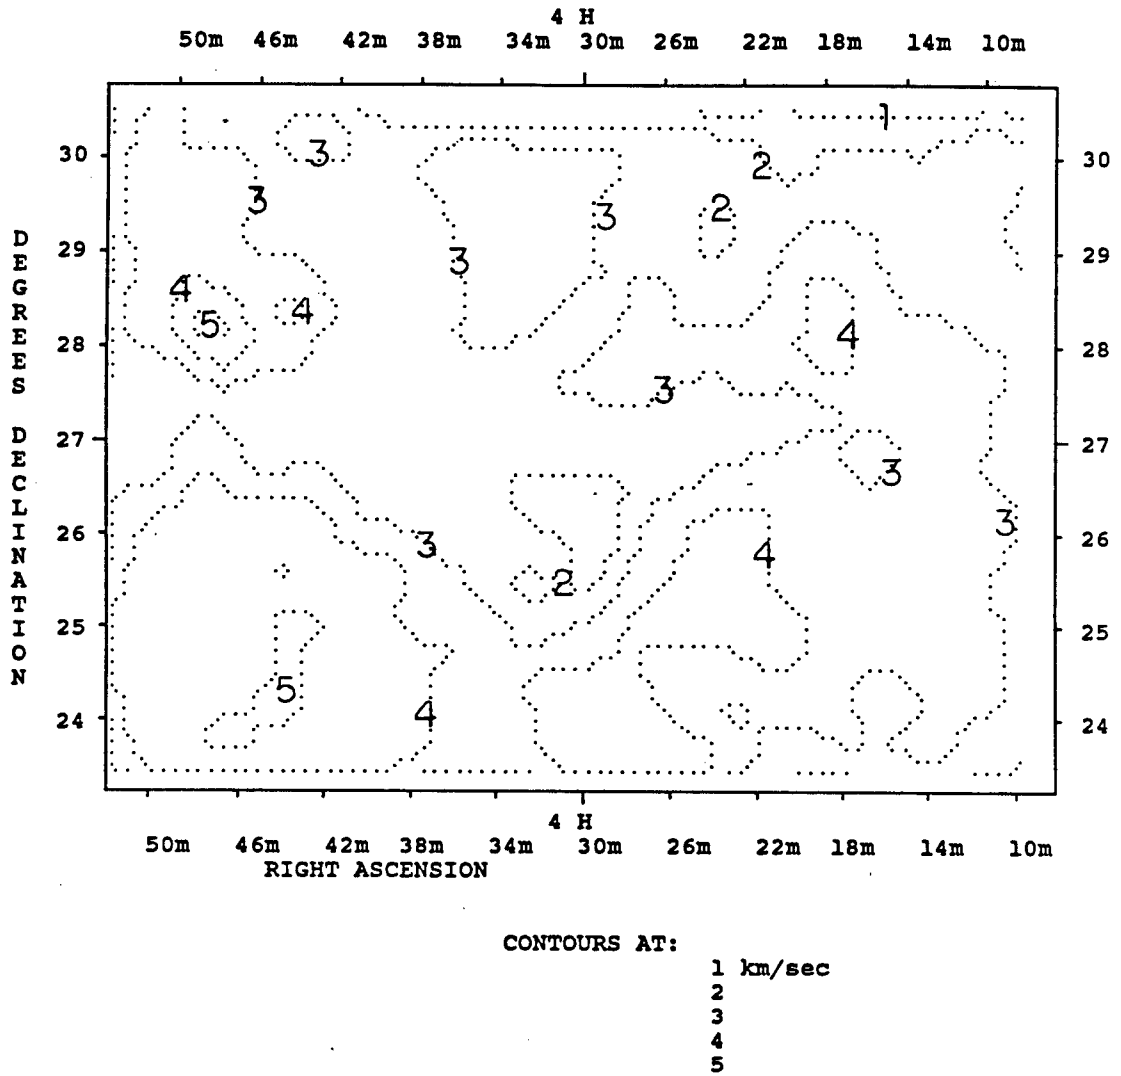 4 H
50m 46m 42m 38m 34m 30m 26m 22m 18m 14m 10m
DEGREES DECLINATION
30 30
29 29
28 28
27 27
26 26
25 25
24 24
1
3 2
3 3 2
3
4 4
5 4
3
3
3 3
4
2
5
4
4 H
50m 46m 42m 38m 34m 30m 26m 22m 18m 14m 10m
RIGHT ASCENSION
CONTOURS AT:
1 km/sec
2
3
4
5